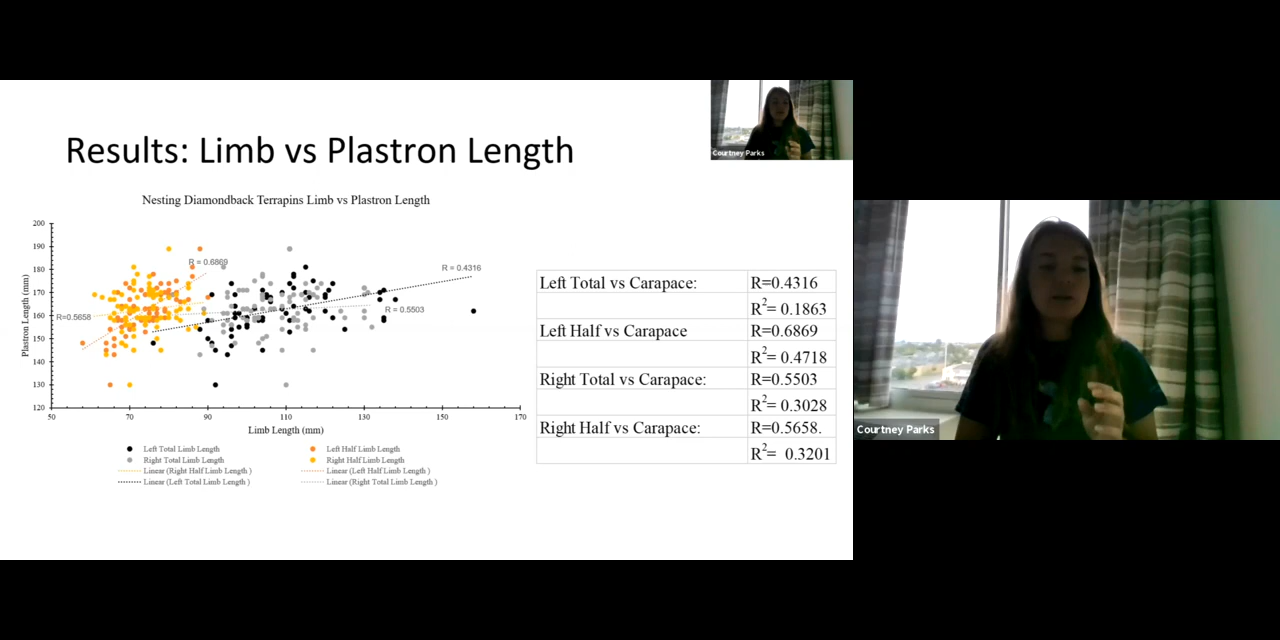 Courtney Parks
Results: Limb vs Plastron Length
Nesting Diamondback Terrapins Limb vs Plastron Length
200
190
180
170
160
150
140
130
120
Plastron Length (mm)
R = 0.6869
R = 0.4316
R=0.5658
R = 0.5503
50
70
90
110
130
150
170
Limb Length (mm)
Left Total Limb Length
Left Half Limb Length
Right Total Limb Length
Right Half Limb Length
Linear (Right Half Limb Length )
Linear (Left Half Limb Length )
Linear (Left Total Limb Length )
Linear (Right Total Limb Length )
Left Total vs Carapace: R=0.4316
R²= 0.1863
Left Half vs Carapace R=0.6869
R²= 0.4718
Right Total vs Carapace: R=0.5503
R²= 0.3028
Right Half vs Carapace: R=0.5658.
R²= 0.3201
Courtney Parks